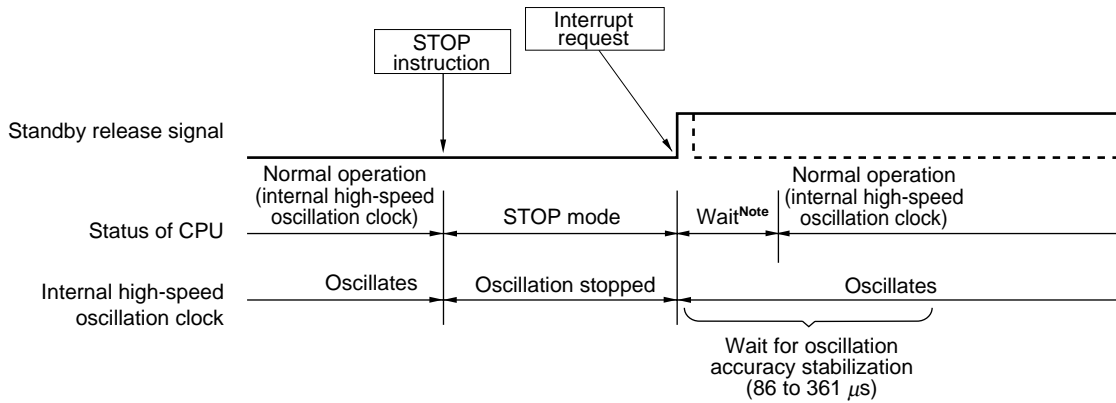 Interrupt
request
STOP
instruction
Standby release signal
Normal operation
(internal high-speed
oscillation clock)
Normal operation
(internal high-speed
oscillation clock)
Status of CPU
STOP mode
Wait^Note
Internal high-speed
oscillation clock
Oscillates
Oscillation stopped
Oscillates
Wait for oscillation
accuracy stabilization
(86 to 361 μs)